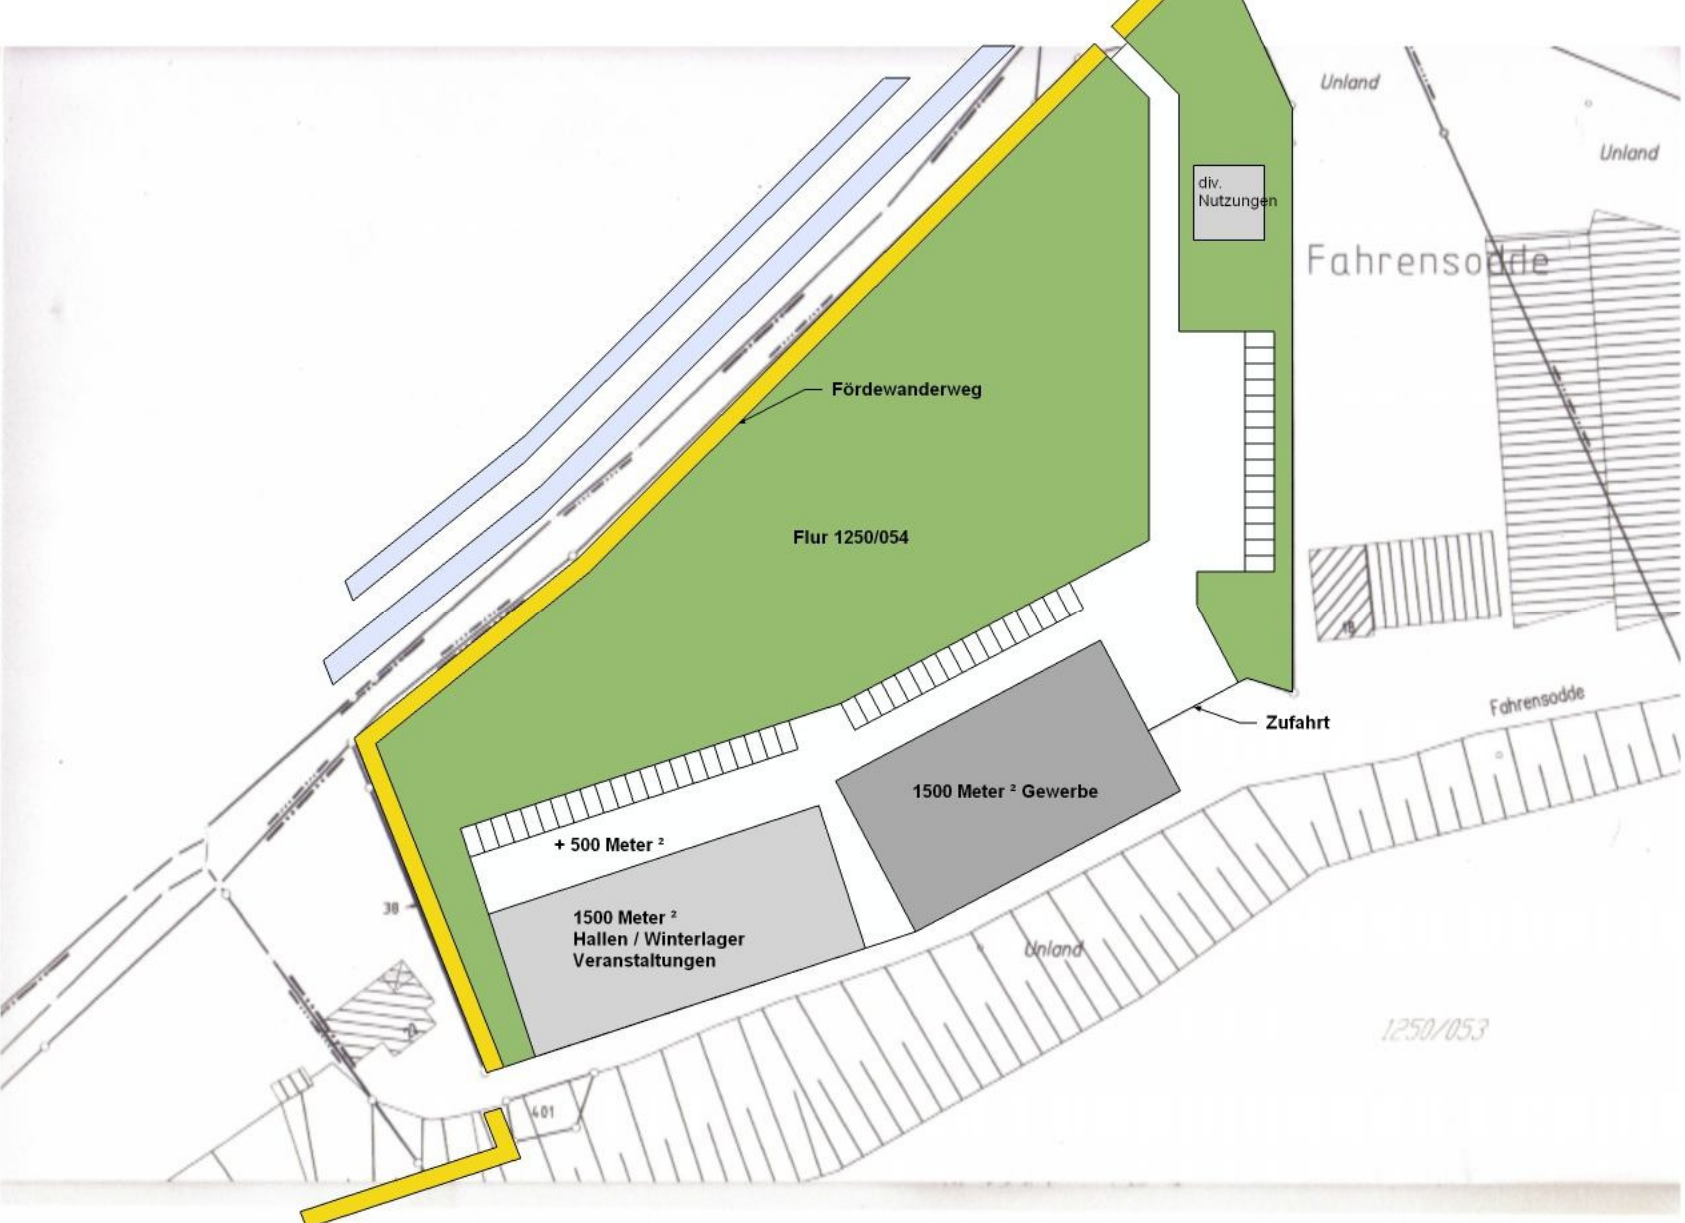 Unland
Unland
div.
Nutzungen
Fahrensodde
Fördewanderweg
Flur 1250/054
18
Fahrensodde
Zufahrt
1500 Meter ² Gewerbe
+ 500 Meter ²
38
1500 Meter ²
Hallen / Winterlager
Veranstaltungen
Unland
1250/053
401